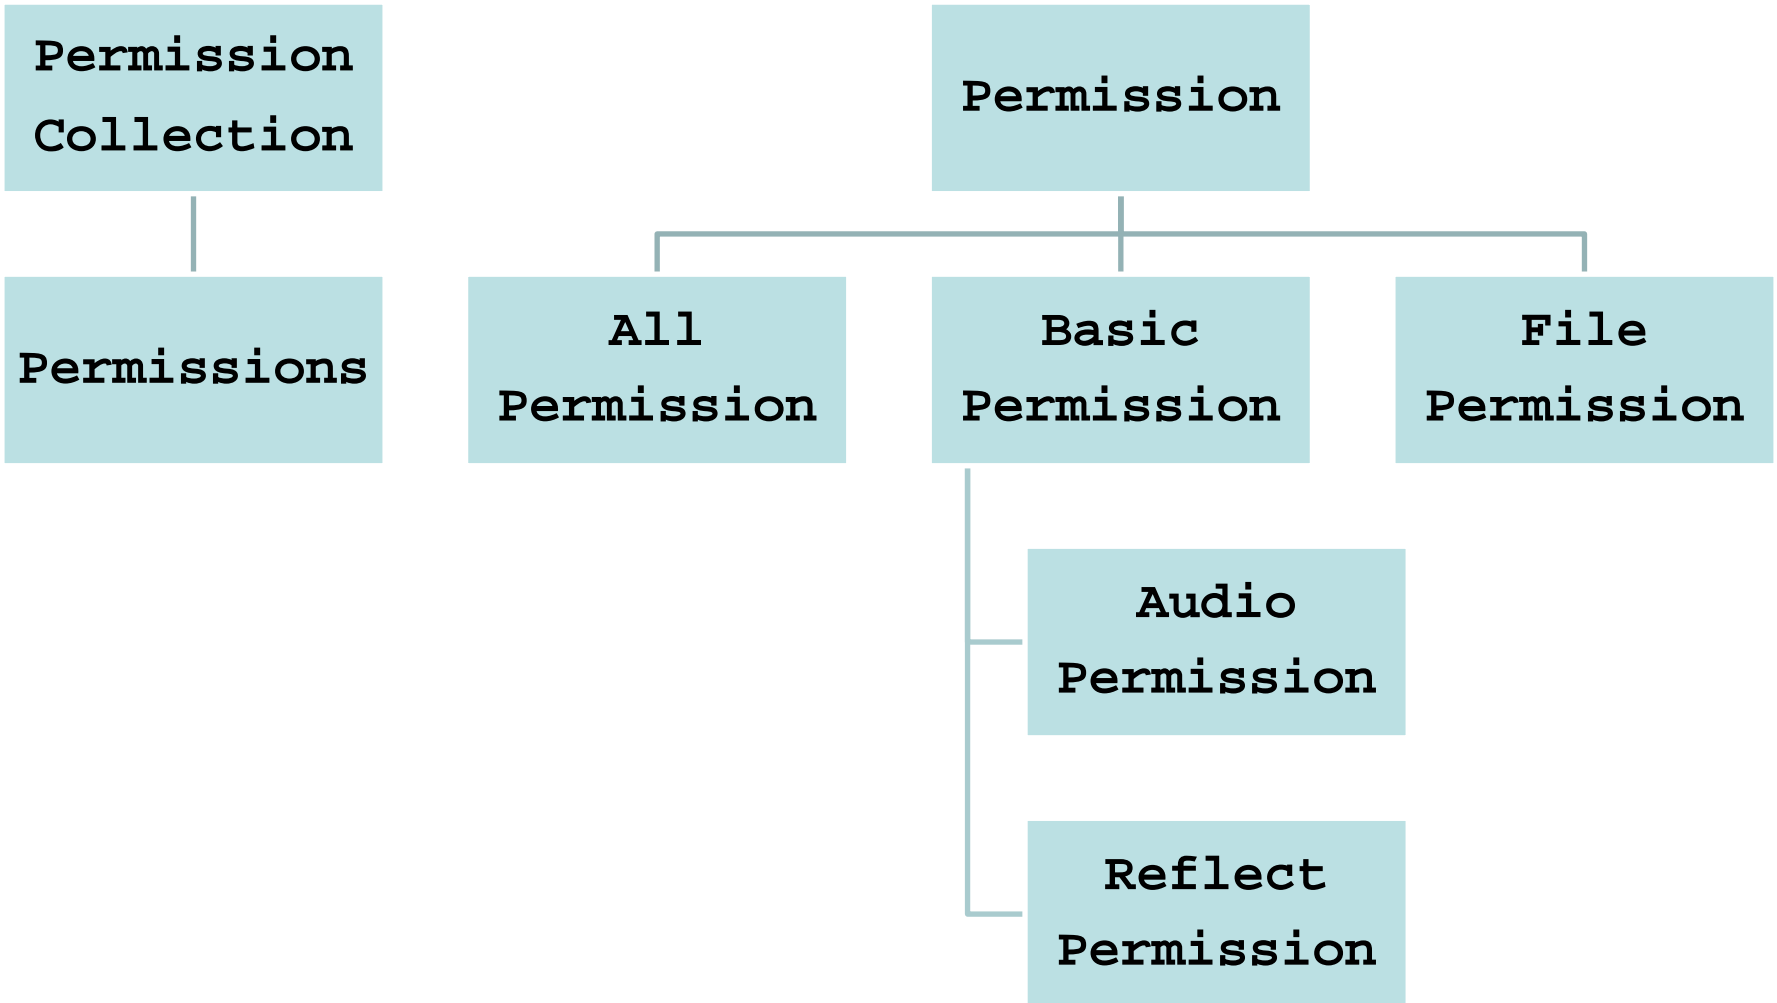 Permission
Collection
Permission
Permissions
All
Permission
Basic
Permission
File
Permission
Audio
Permission
Reflect
Permission